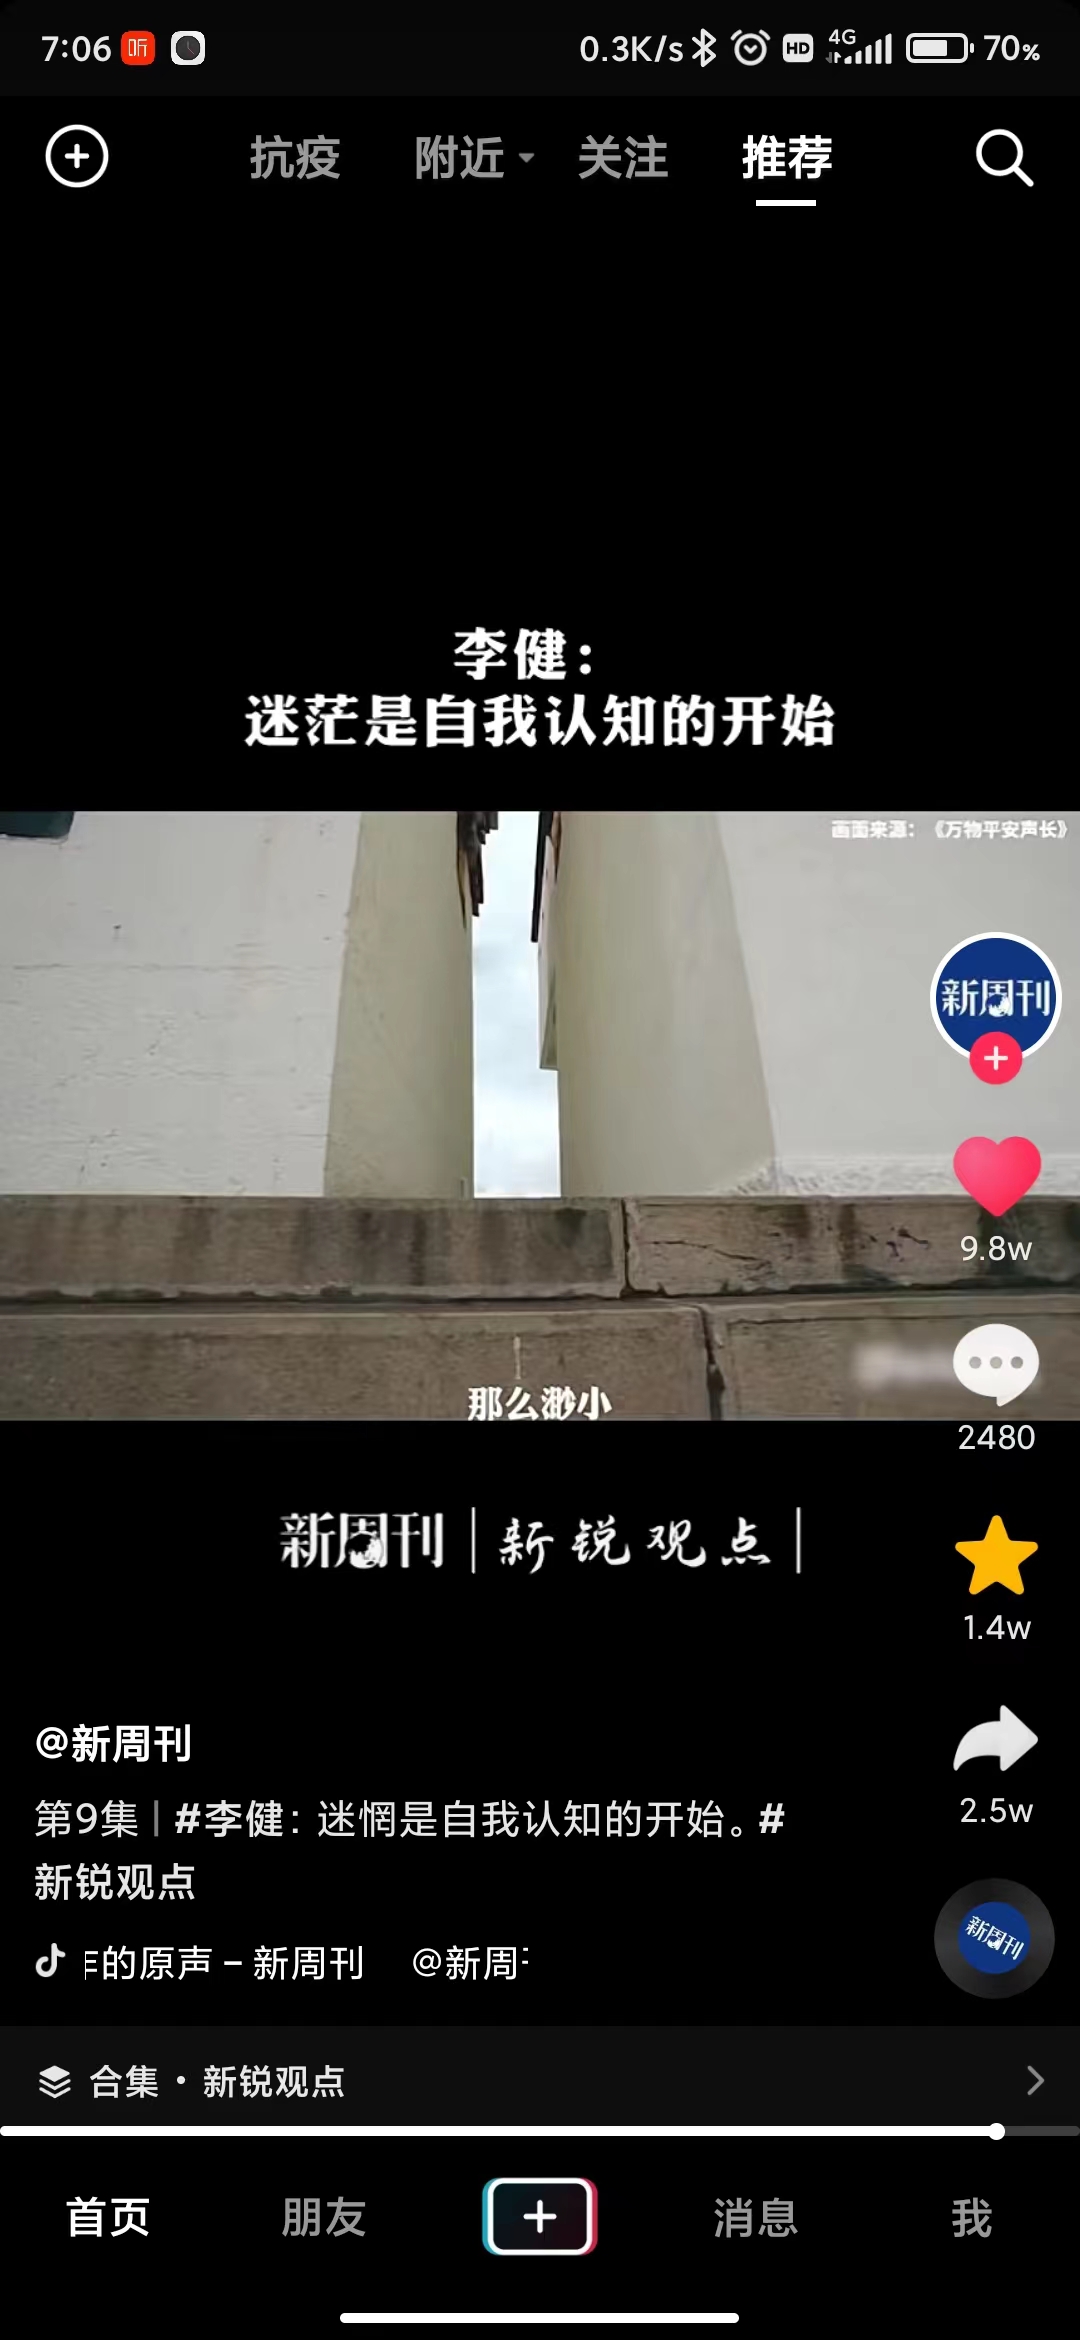 7:06 听 0.3K/s HD 4G 70%
抗疫 附近 关注 推荐
李健：
迷茫是自我认知的开始
画面来源：《万物平安声长》
新周刊
9.8w
那么渺小
2480
新周刊 | 新锐观点 |
1.4w
@新周刊
2.5w
第9集 | #李健：迷惘是自我认知的开始。#
新锐观点
新周刊
的原声 – 新周刊 @新周
合集 · 新锐观点
首页 朋友 消息 我